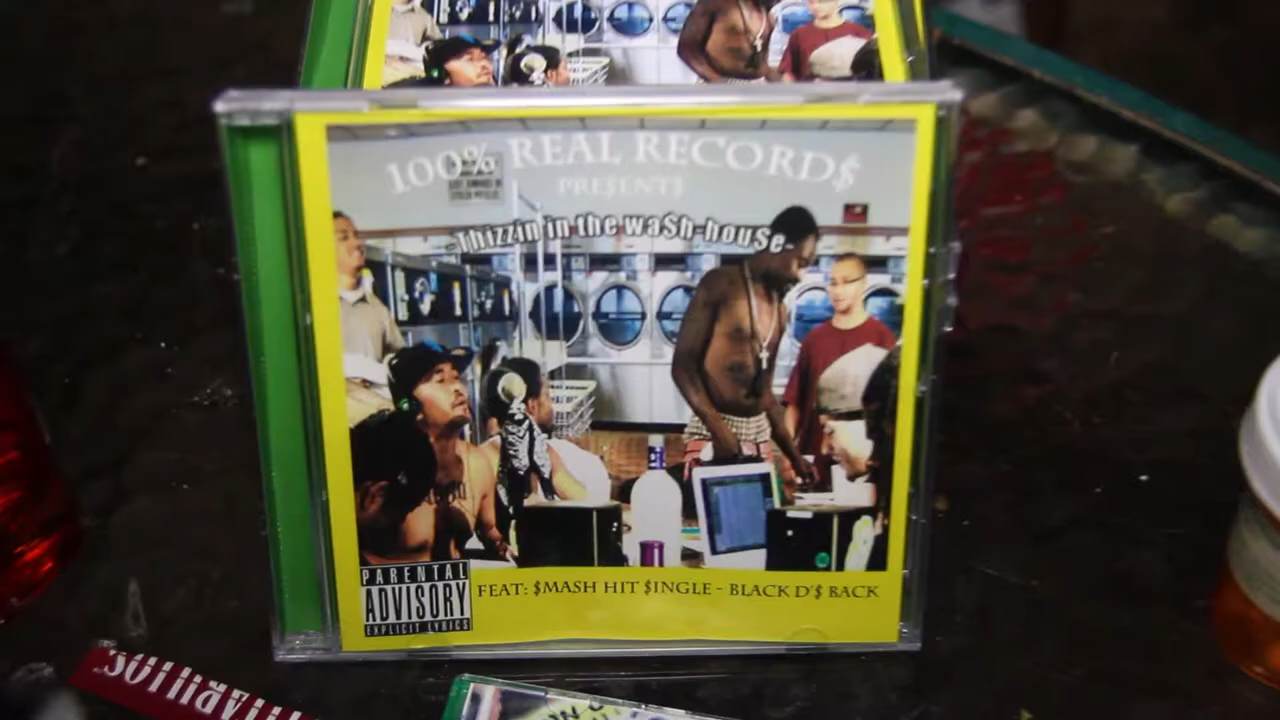 100% REAL RECORD$
PRE$ENT$
-Thizzin in the wa$h-hou$e-
PARENTAL
ADVISORY
EXPLICIT LYRICS
FEAT: $MASH HIT $INGLE - BLACK D'$ BACK